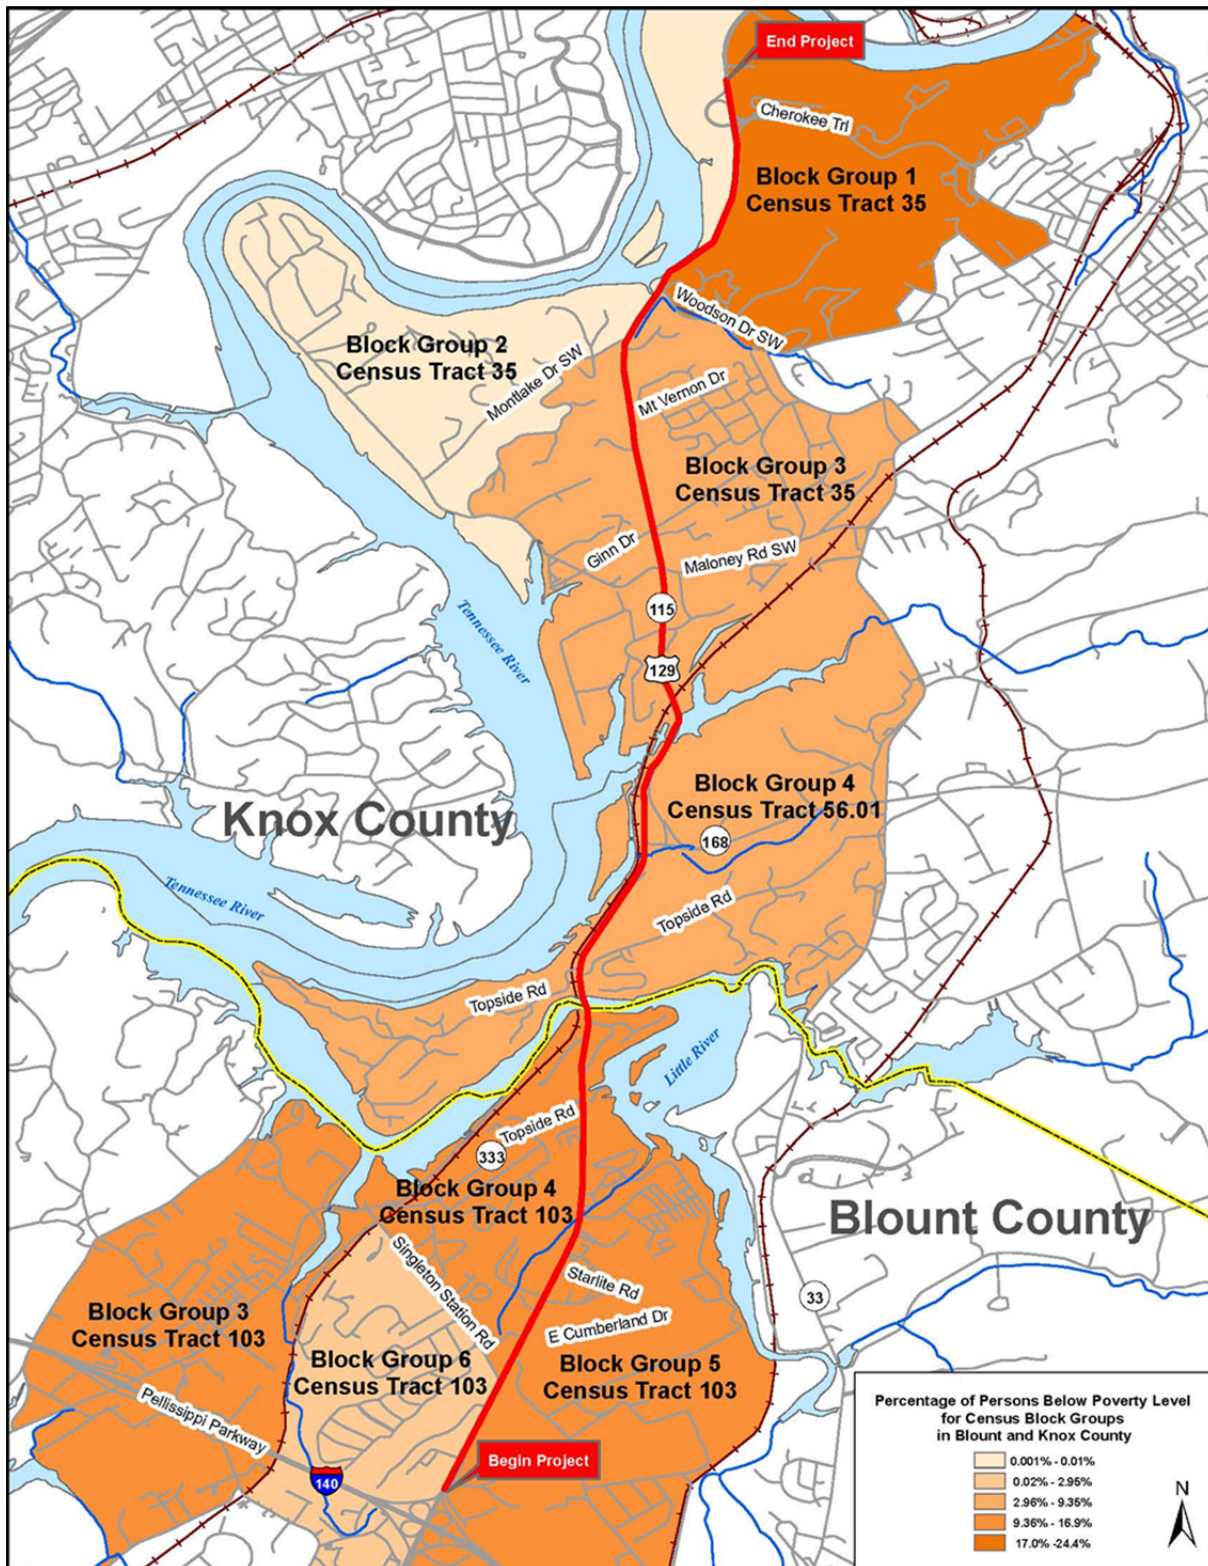 End Project
Cherokee Trl
Block Group 1
Census Tract 35
Woodson Dr SW
Block Group 2
Census Tract 35
Montlake Dr SW
Mt Vernon Dr
Block Group 3
Census Tract 35
Ginn Dr
Maloney Rd SW
Tennessee River
115
129
Block Group 4
Census Tract 56.01
Knox County
168
Tennessee River
Topside Rd
Topside Rd
Little River
Topside Rd
333
Block Group 4
Census Tract 103
Blount County
Singleton Station Rd
Starlite Rd
33
Block Group 3
Census Tract 103
E Cumberland Dr
Block Group 6
Census Tract 103
Block Group 5
Census Tract 103
Pellissippi Parkway
140
Begin Project
Percentage of Persons Below Poverty Level
for Census Block Groups
in Blount and Knox County
0.001% - 0.01%
0.02% - 2.95%
2.96% - 9.35%
9.36% - 16.9%
17.0% -24.4%
N